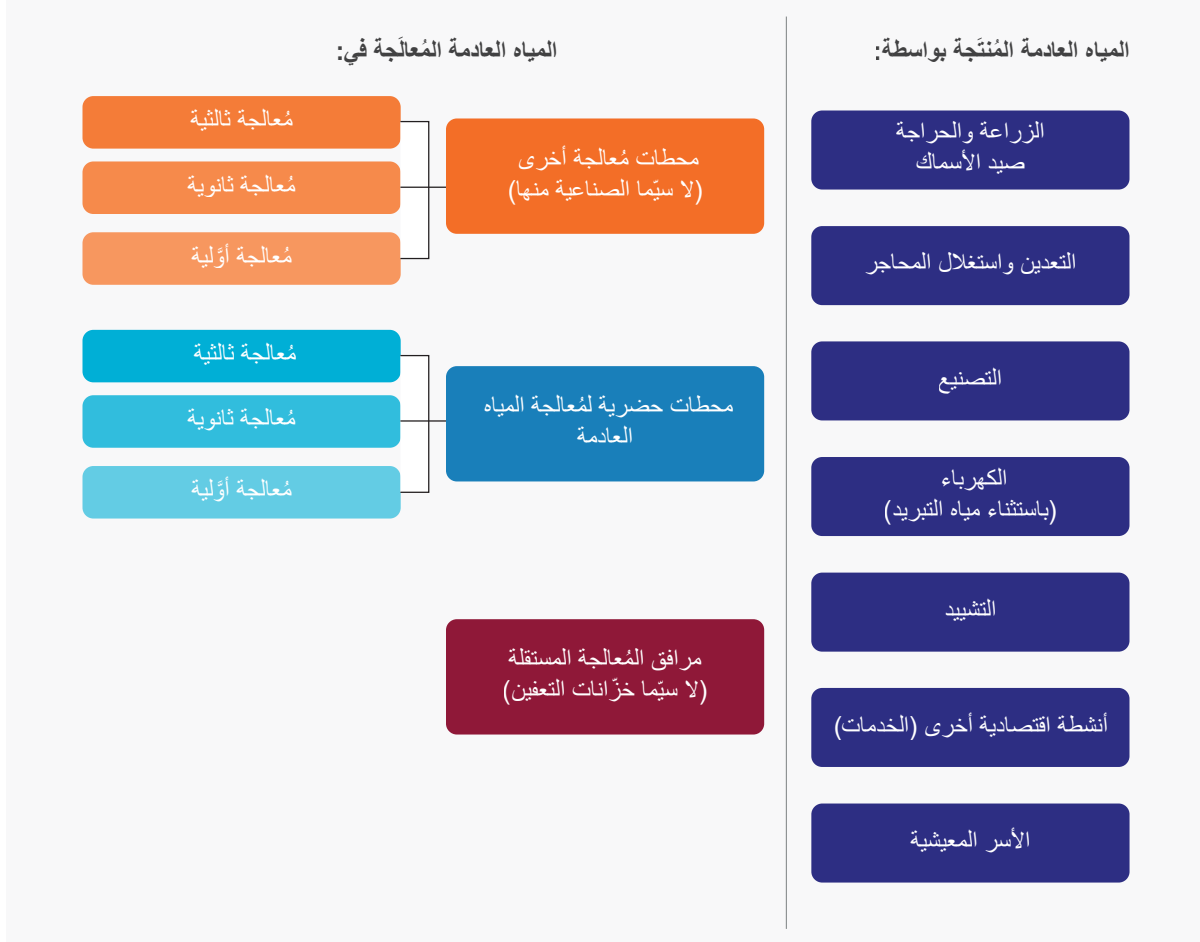 المياه العادمة المُنتَجة بواسطة:
الزراعة والحراجة
صيد الأسماك
التعدين واستغلال المحاجر
التصنيع
الكهرباء
(باستثناء مياه التبريد)
التشييد
أنشطة اقتصادية أخرى (الخدمات)
الأسر المعيشية
المياه العادمة المُعالَجة في:
محطات مُعالجة أخرى
(لا سيّما الصناعية منها)
مُعالجة ثالثية
مُعالجة ثانوية
مُعالجة أوَّلية
محطات حضرية لمُعالجة المياه
العادمة
مُعالجة ثالثية
مُعالجة ثانوية
مُعالجة أوَّلية
مرافق المُعالجة المستقلة
(لا سيّما خزّانات التعفين)